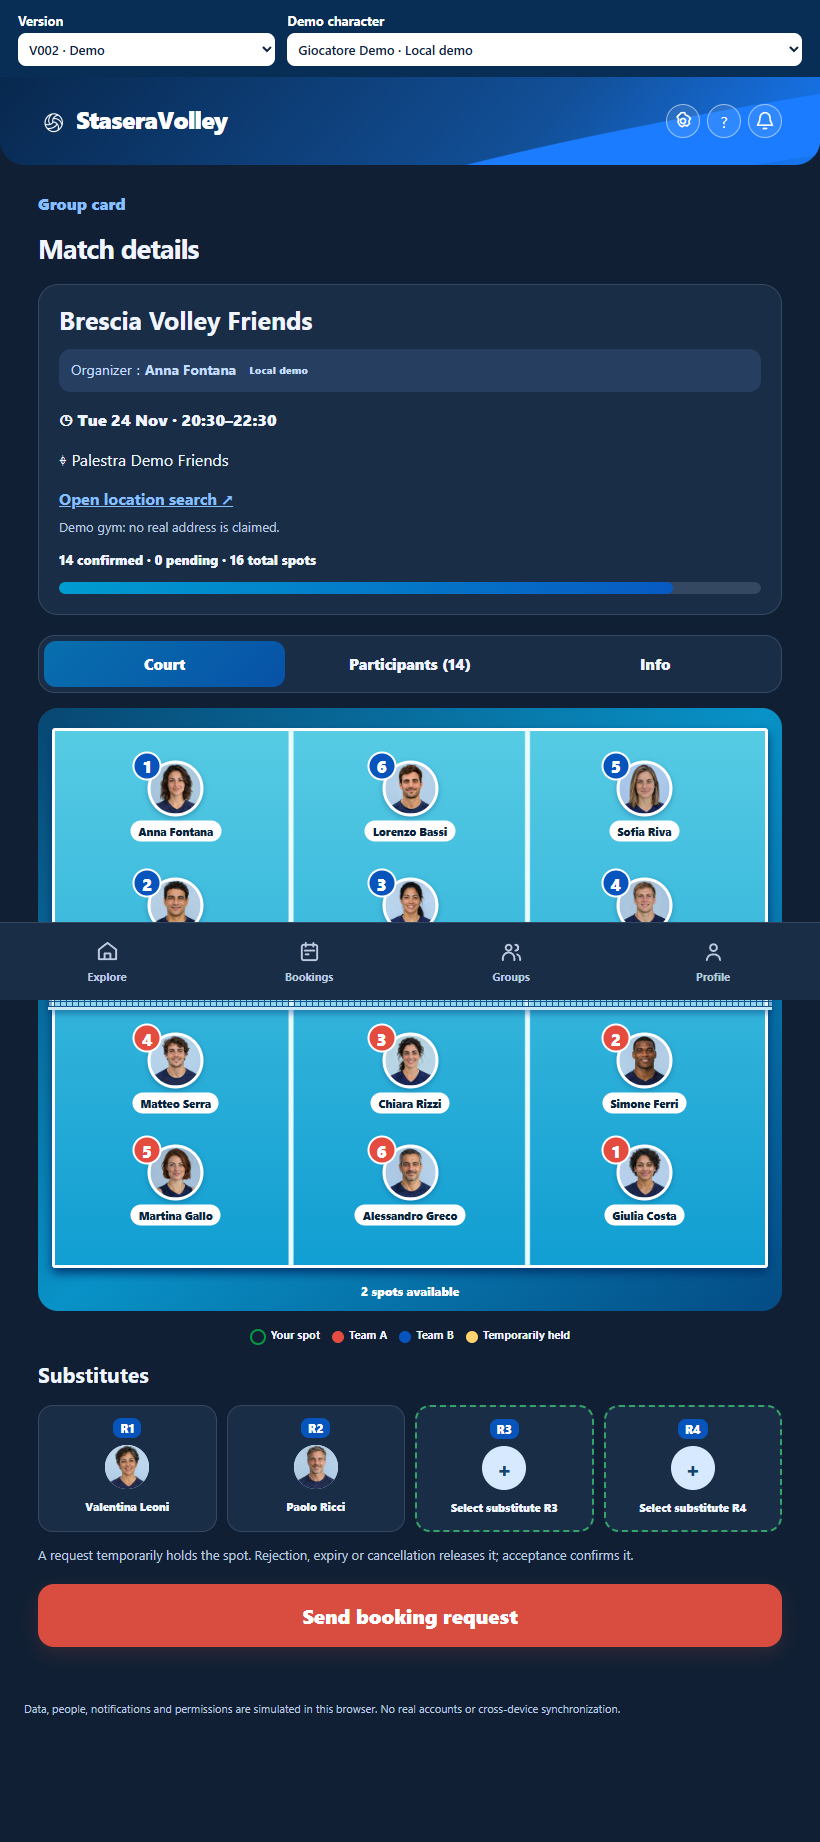 Version
Demo character
V002 · Demo
Giocatore Demo · Local demo
StaseraVolley
?
Group card
Match details
Brescia Volley Friends
Organizer : Anna Fontana Local demo
Tue 24 Nov · 20:30–22:30
Palestra Demo Friends
Open location search ↗
Demo gym: no real address is claimed.
14 confirmed · 0 pending · 16 total spots
Court
Participants (14)
Info
1
6
5
Anna Fontana
Lorenzo Bassi
Sofia Riva
2
3
4
Explore
Bookings
Groups
Profile
4
3
2
Matteo Serra
Chiara Rizzi
Simone Ferri
5
6
1
Martina Gallo
Alessandro Greco
Giulia Costa
2 spots available
Your spot
Team A
Team B
Temporarily held
Substitutes
R1
R2
R3
R4
+
+
Valentina Leoni
Paolo Ricci
Select substitute R3
Select substitute R4
A request temporarily holds the spot. Rejection, expiry or cancellation releases it; acceptance confirms it.
Send booking request
Data, people, notifications and permissions are simulated in this browser. No real accounts or cross-device synchronization.